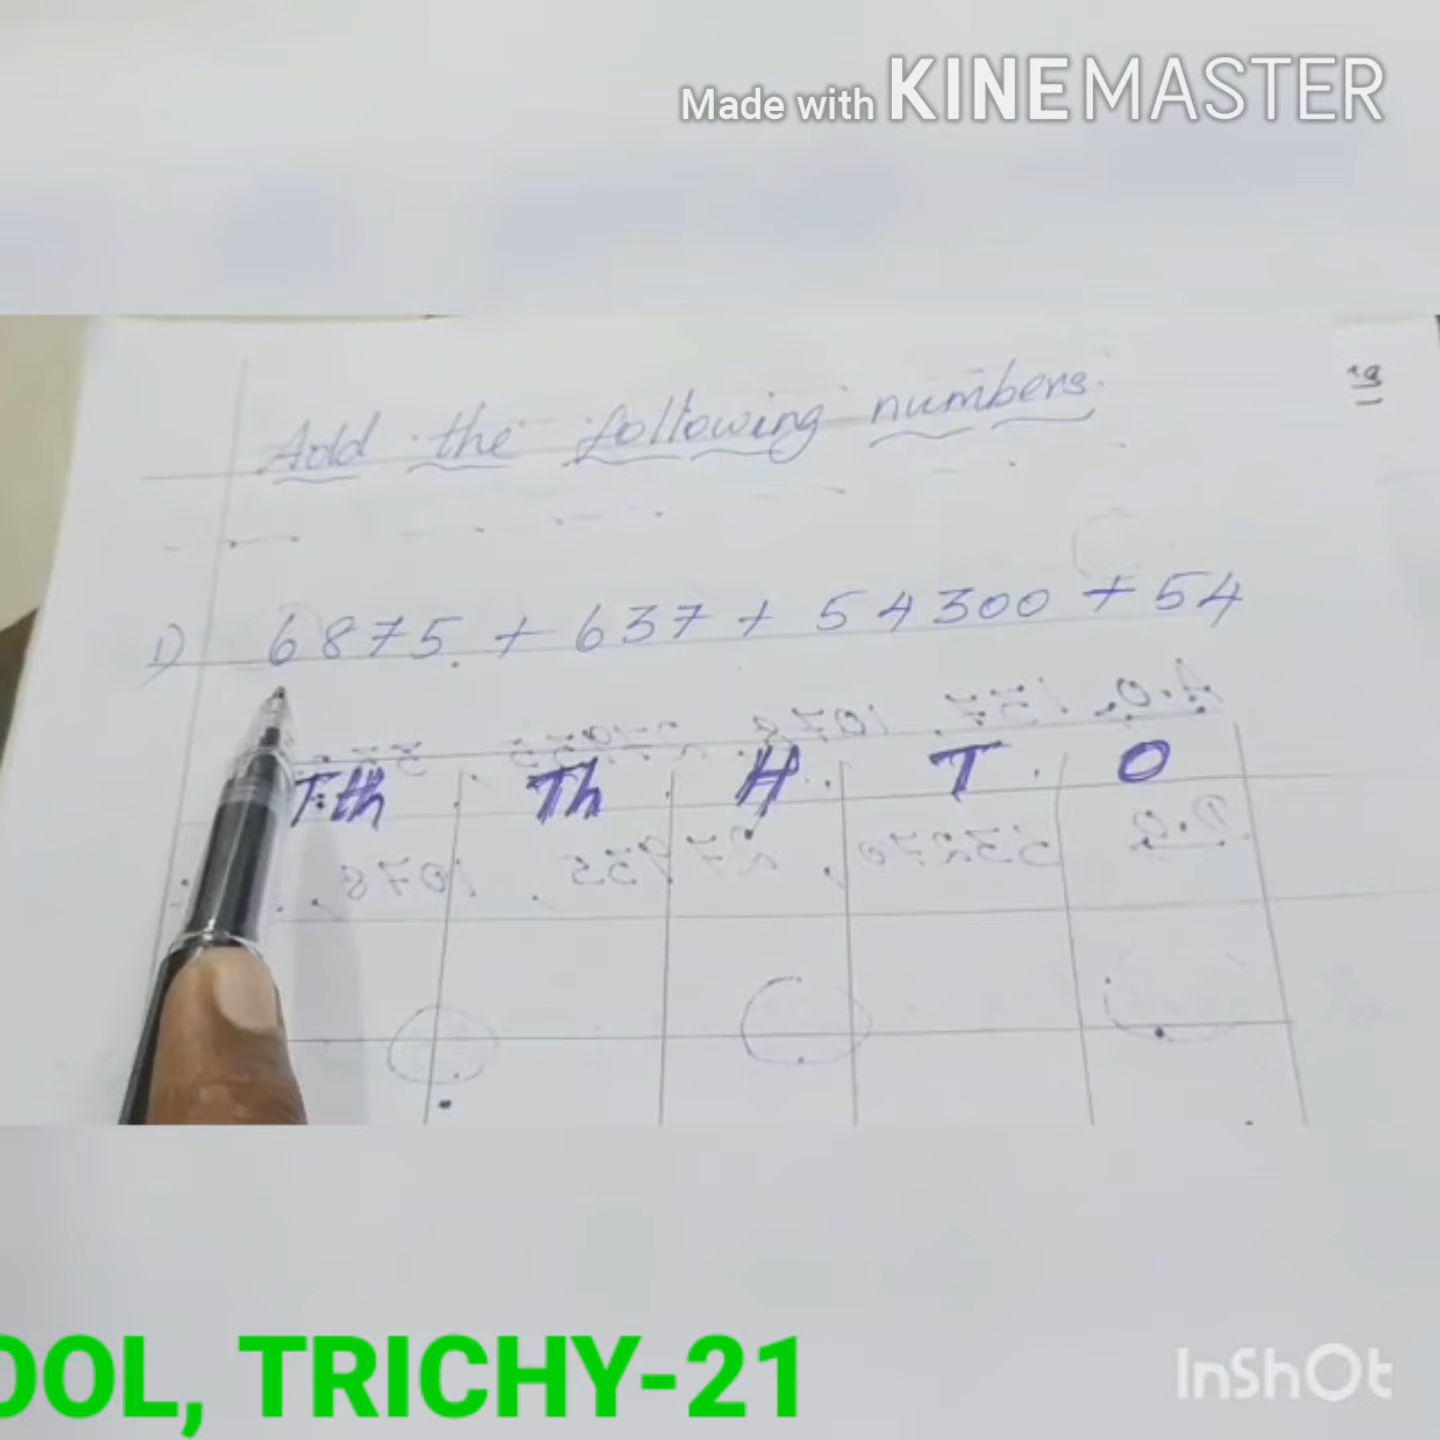 Made with KINEMASTER
Add the following numbers.
1) 6875 + 637 + 54300 + 54
T.th Th H T O
OOL, TRICHY-21
InShOt